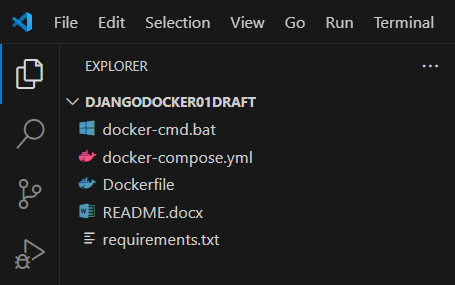 File Edit Selection View Go Run Terminal
EXPLORER
DJANGODOCKER01DRAFT
docker-cmd.bat
docker-compose.yml
Dockerfile
README.docx
requirements.txt